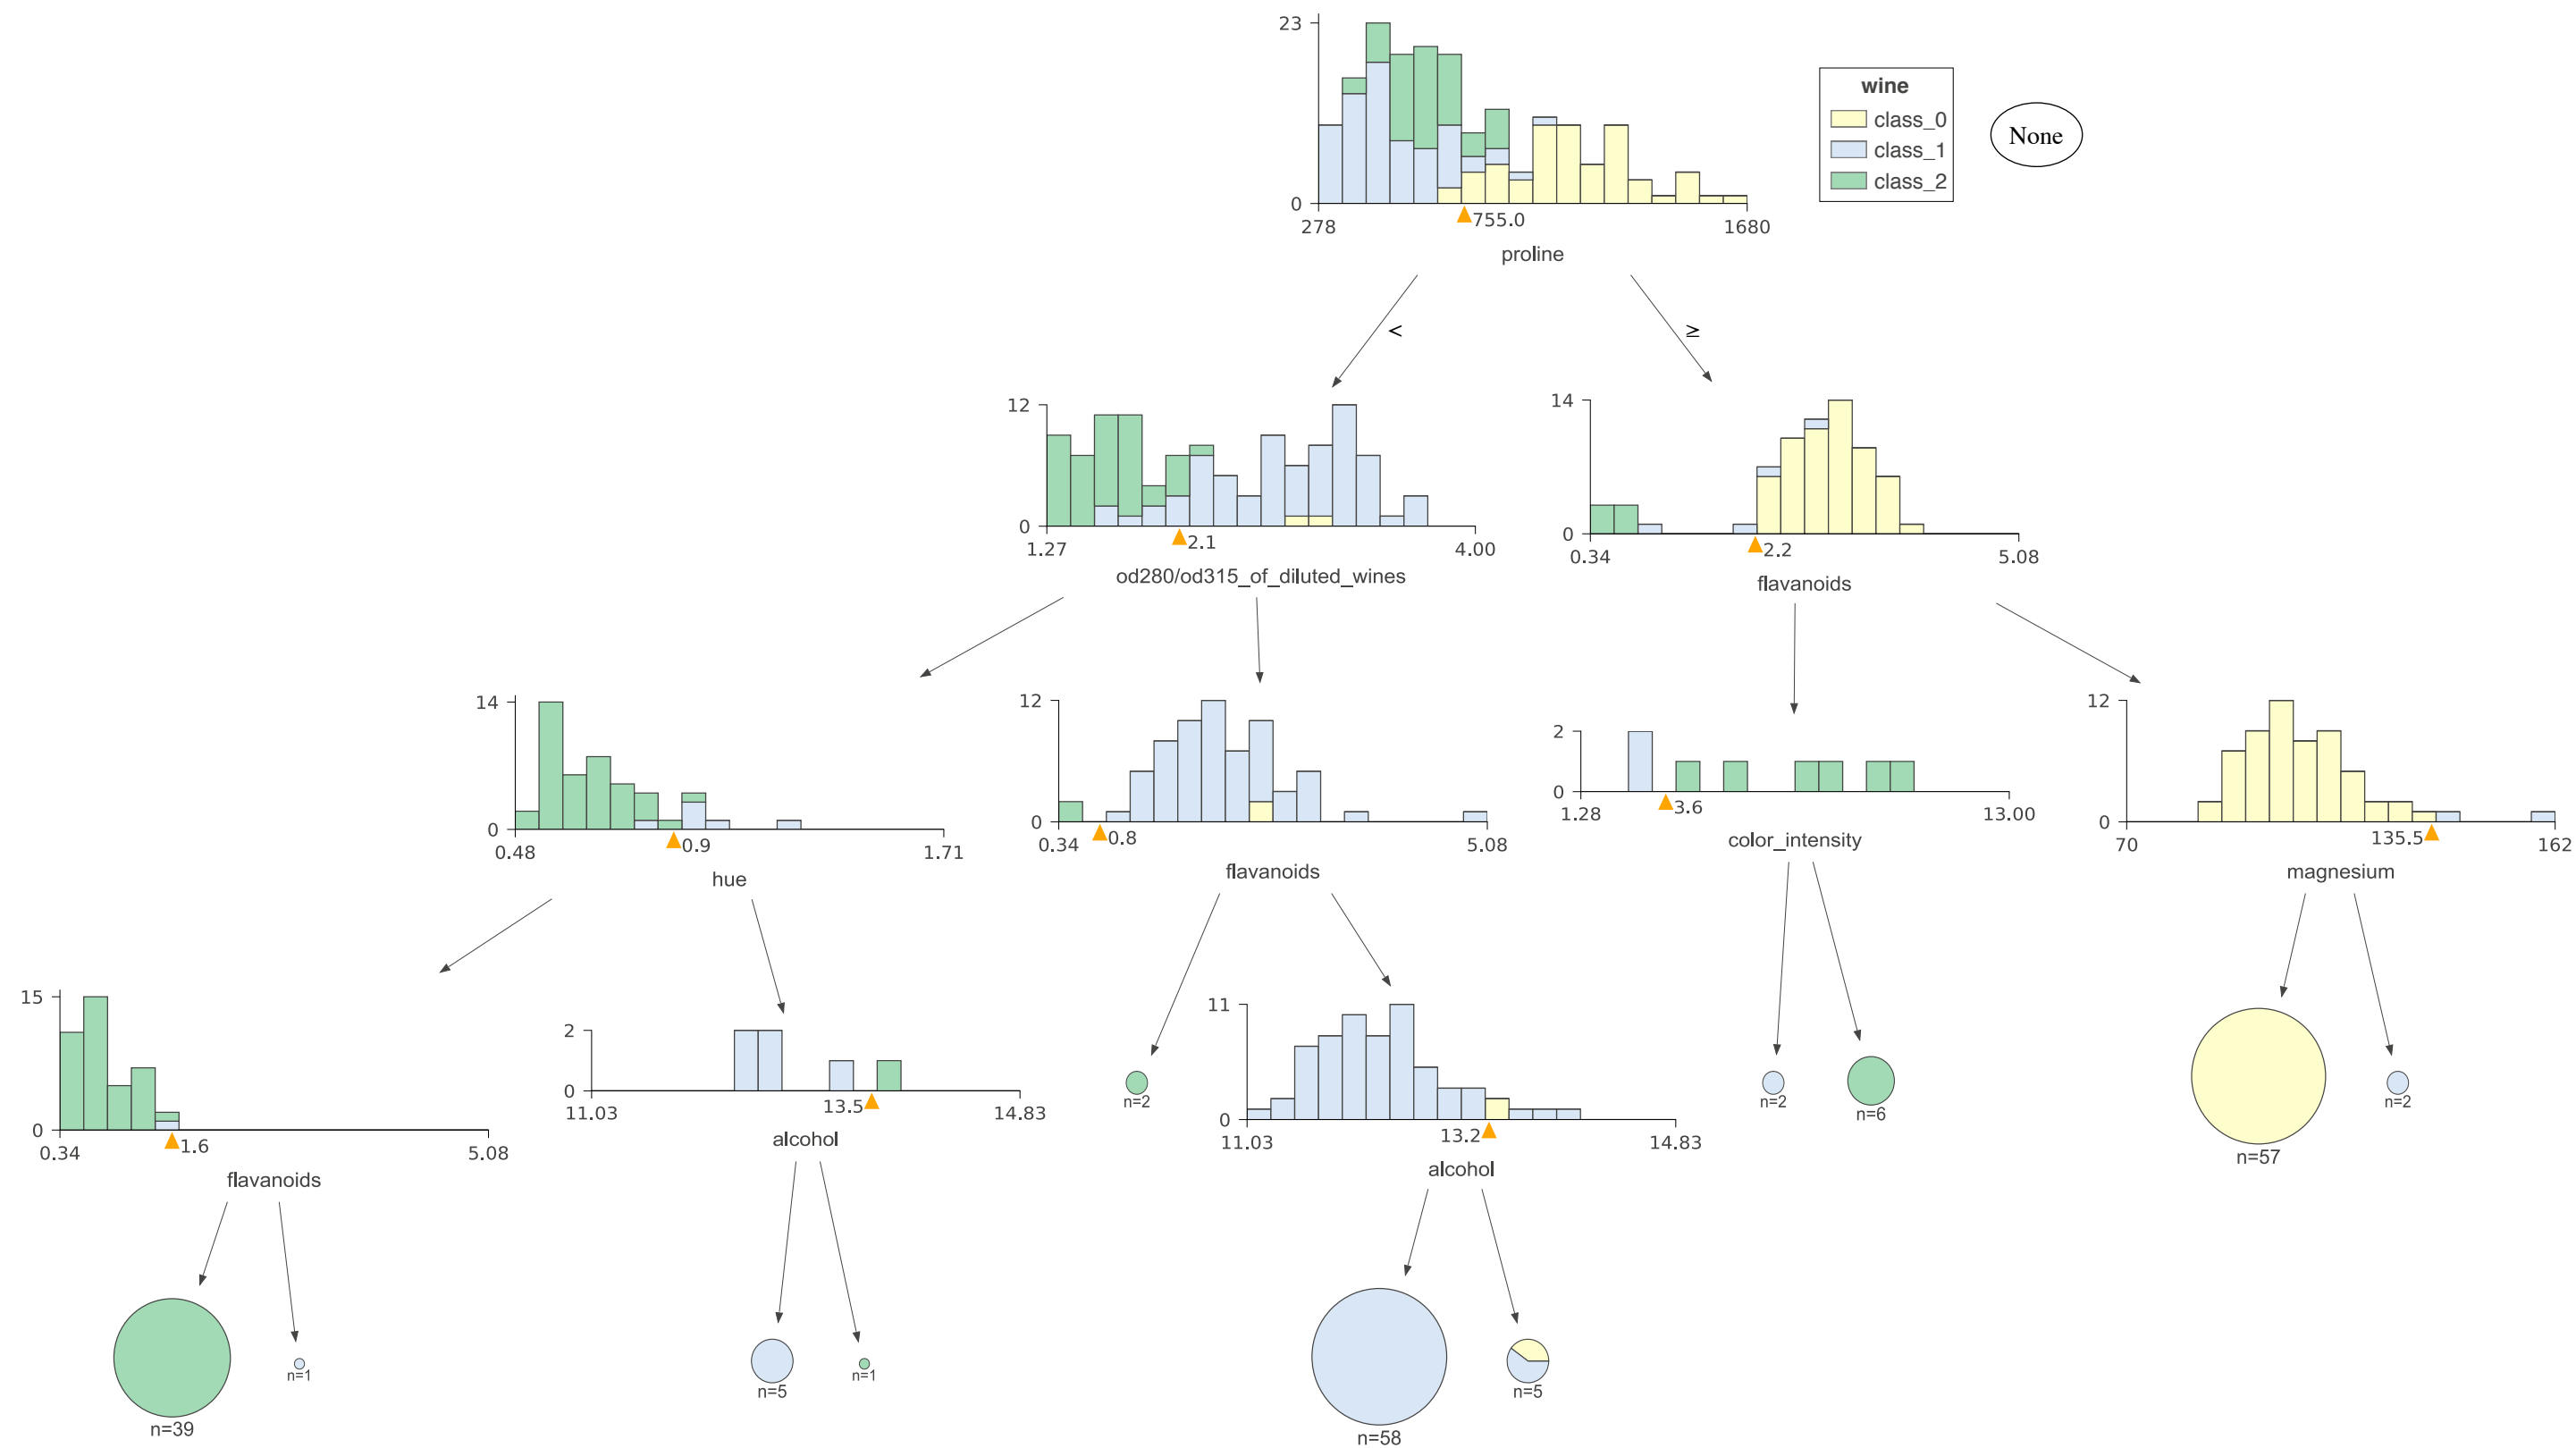 23
0
278
755.0
1680
proline
wine
class_0
class_1
class_2
None
<
≥
12
0
1.27
2.1
4.00
od280/od315_of_diluted_wines
14
0
0.34
2.2
5.08
flavanoids
14
0
0.48
0.9
1.71
hue
12
0
0.34
0.8
5.08
flavanoids
2
0
1.28
3.6
13.00
color_intensity
12
0
70
135.5
162
magnesium
15
0
0.34
1.6
5.08
flavanoids
2
0
11.03
13.5
14.83
alcohol
n=2
11
0
11.03
13.2
14.83
alcohol
n=2
n=6
n=57
n=2
n=39
n=1
n=5
n=1
n=58
n=5